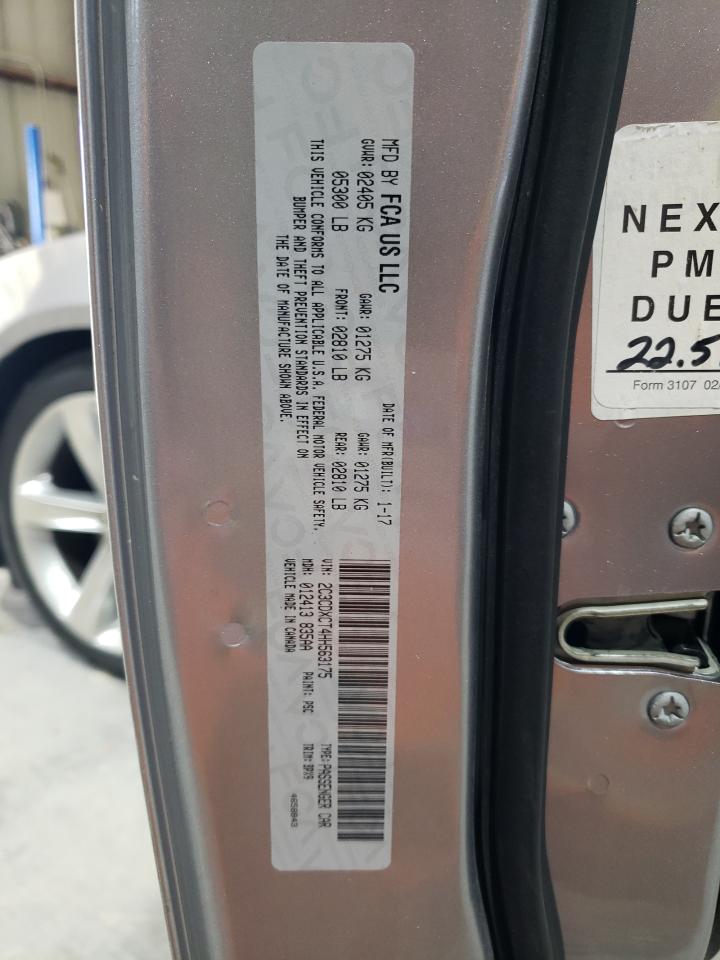 MFD BY FCA US LLC DATE OF MFR(BUILT): 1-17
GVWR: 02405 KG GAWR: 01275 KG GAWR: 01275 KG
05300 LB FRONT: 02810 LB REAR: 02810 LB
THIS VEHICLE CONFORMS TO ALL APPLICABLE U.S.A. FEDERAL MOTOR VEHICLE SAFETY,
BUMPER AND THEFT PREVENTION STANDARDS IN EFFECT ON
THE DATE OF MANUFACTURE SHOWN ABOVE.
VIN: 2C3CDXCT4HH563175 TYPE: PASSENGER CAR
MDH: 012413 835AA PAINT: PSC TRIM: BPX9
VEHICLE MADE IN CANADA 4658943
NEX
PM
DUE
22.5
Form 3107 02/